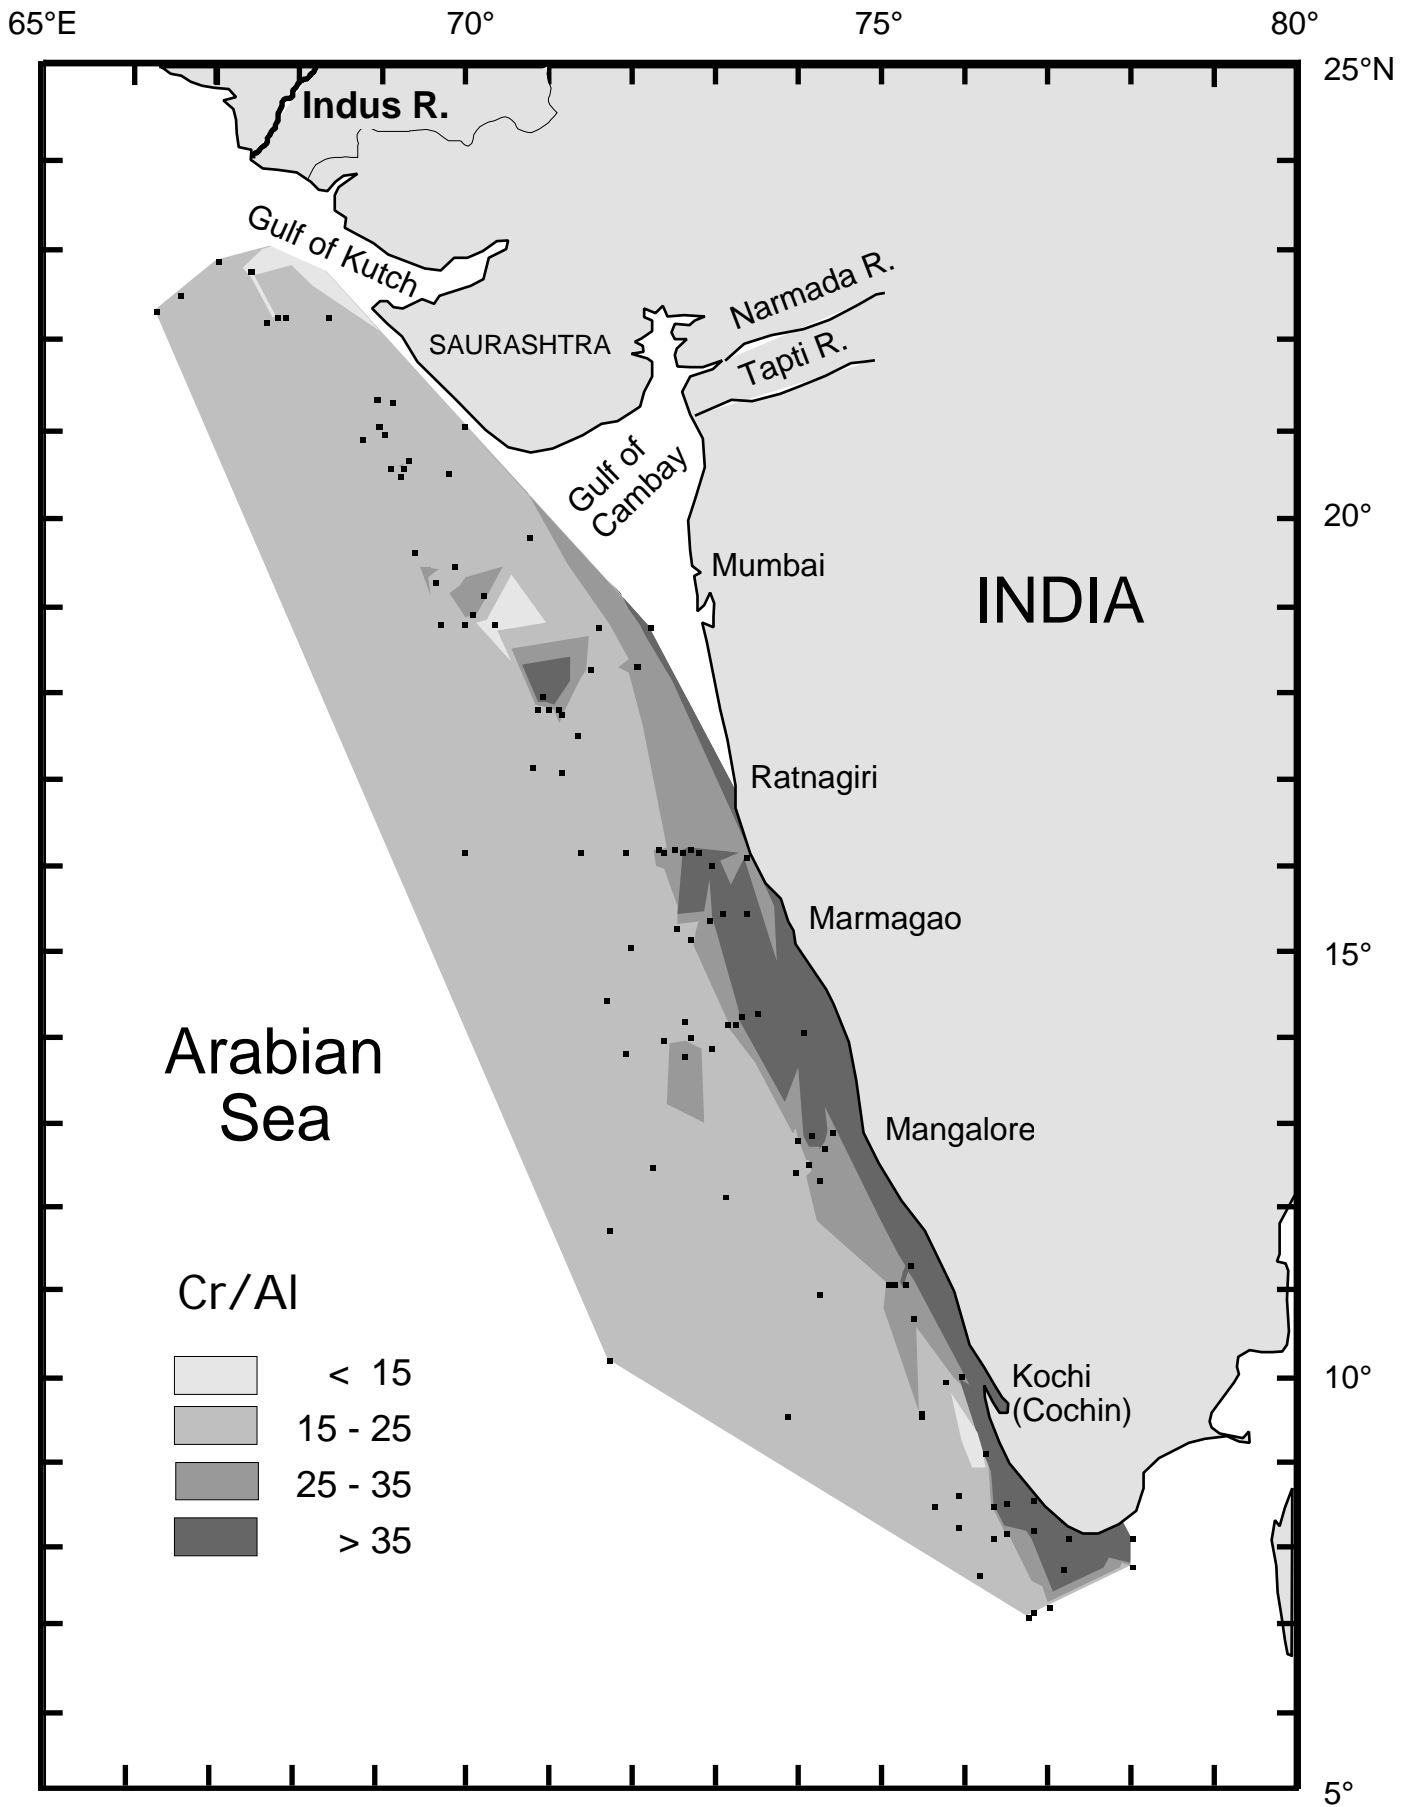 65°E 70° 75° 80°
25°N
Indus R.
Gulf of Kutch
Narmada R.
SAURASHTRA
Tapti R.
Gulf of
Cambay
20°
Mumbai
INDIA
Ratnagiri
Marmagao
15°
Arabian
Sea
Mangalore
Cr/Al
< 15
15 - 25
25 - 35
> 35
Kochi
(Cochin)
10°
5°